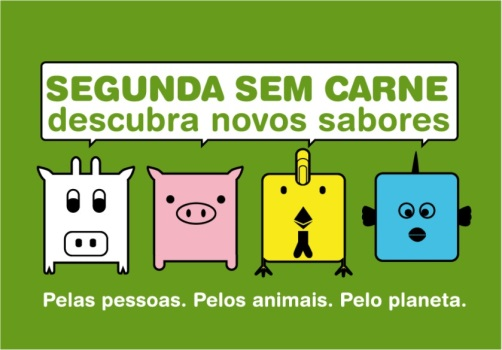 SEGUNDA SEM CARNE
descubra novos sabores
Pelas pessoas. Pelos animais. Pelo planeta.